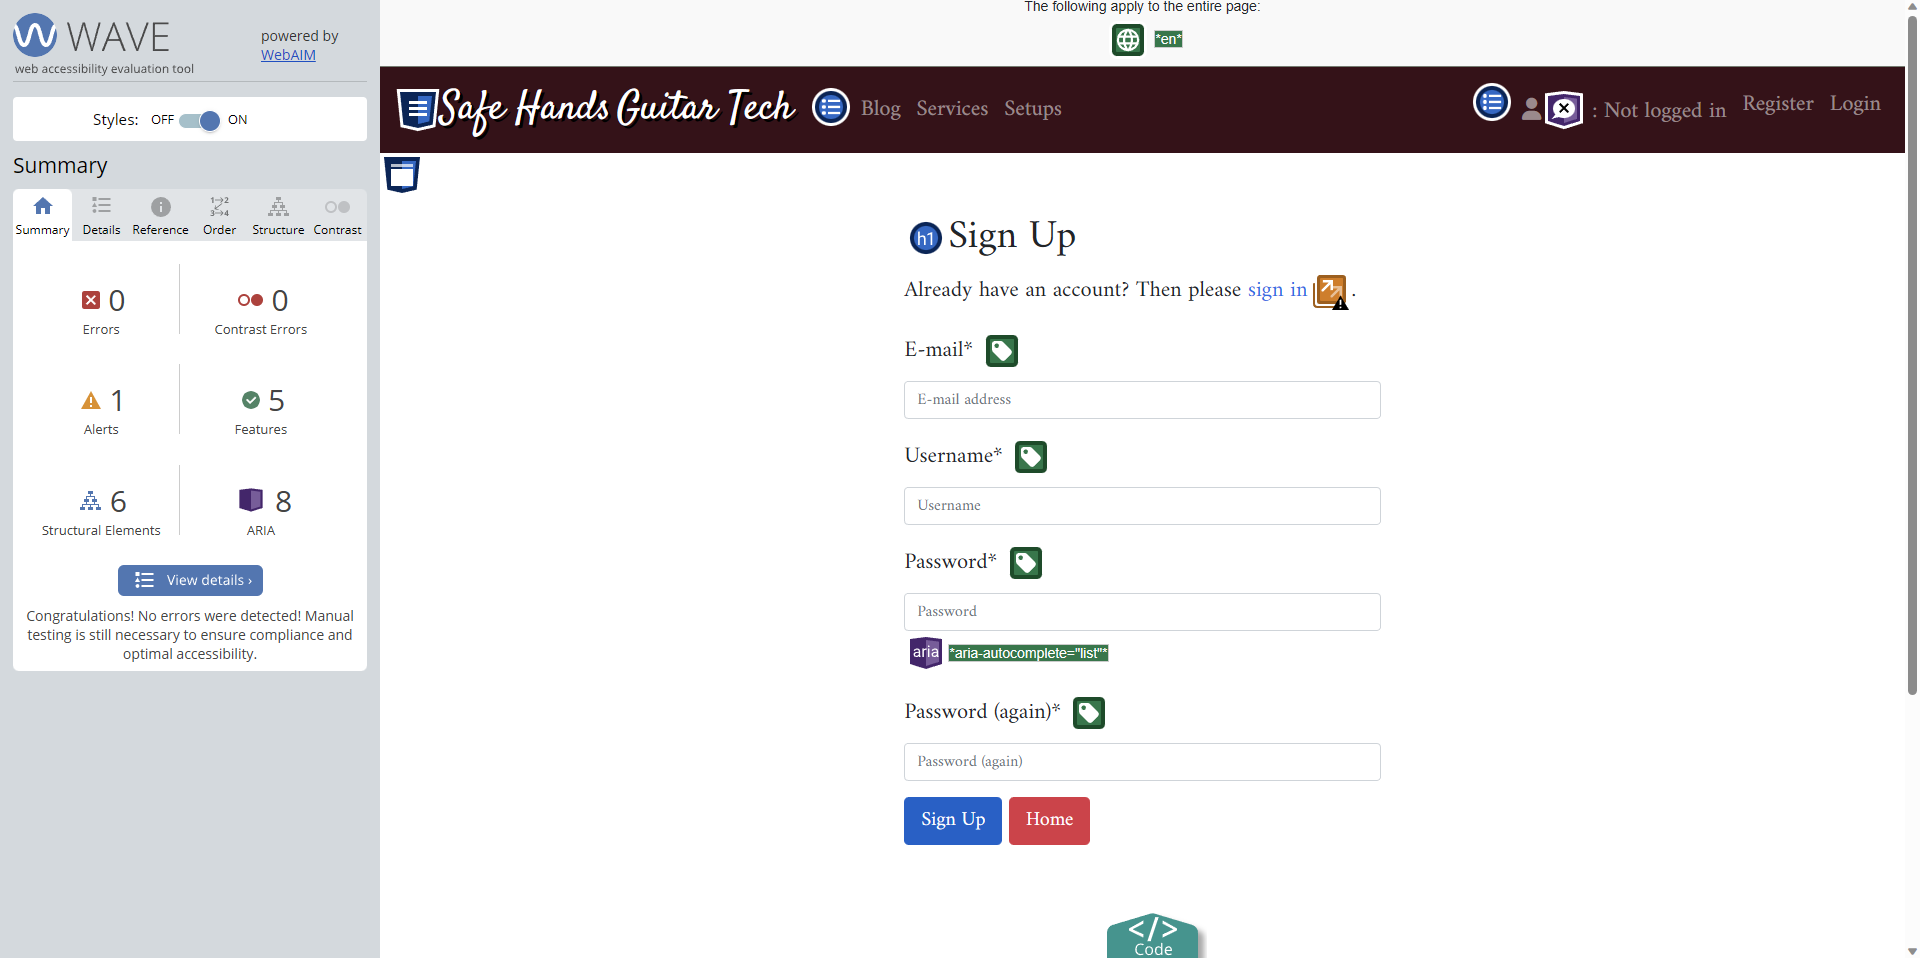 WAVE
web accessibility evaluation tool
powered by
WebAIM
Styles: OFF ON
Summary
Summary Details Reference Order Structure Contrast
1→2
3→4
0
Errors
0
Contrast Errors
1
Alerts
5
Features
6
Structural Elements
8
ARIA
View details ›
Congratulations! No errors were detected! Manual
testing is still necessary to ensure compliance and
optimal accessibility.
The following apply to the entire page:
*en*
Safe Hands Guitar Tech Blog Services Setups : Not logged in Register Login
h1 Sign Up
Already have an account? Then please sign in .
E-mail*
E-mail address
Username*
Username
Password*
Password
aria *aria-autocomplete="list"*
Password (again)*
Password (again)
Sign Up Home
</>
Code